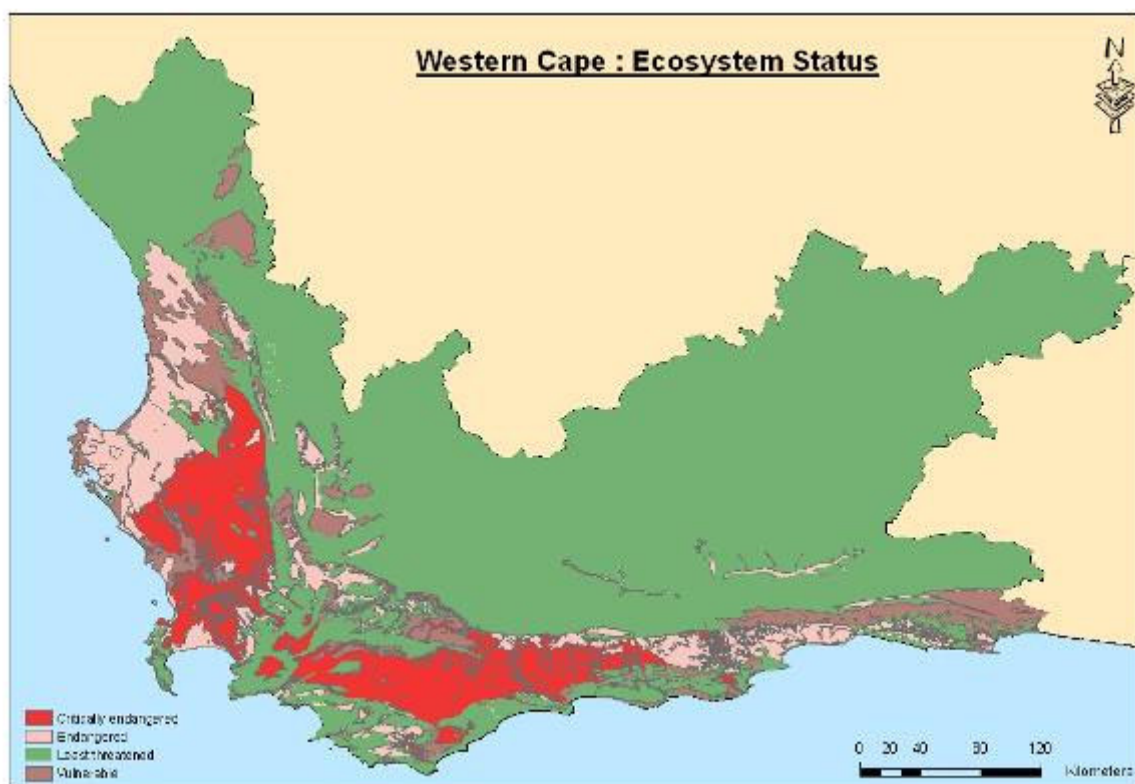 Western Cape : Ecosystem Status
N
Critically endangered
Endangered
Least threatened
Vulnerable
0 20 40 80 120
Kilometers